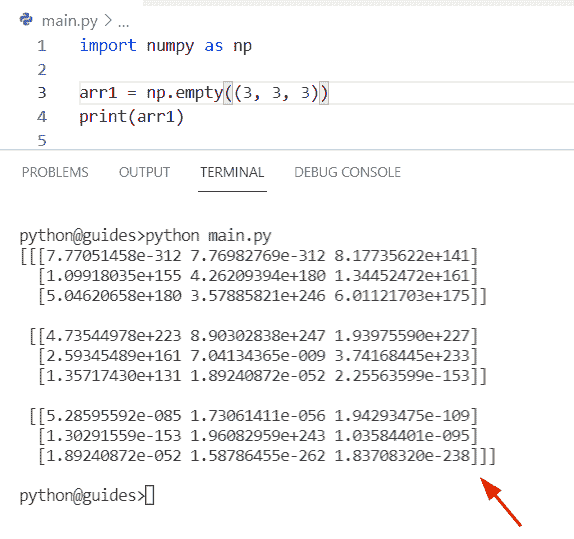 main.py > ...
1 import numpy as np
2
3 arr1 = np.empty((3, 3, 3))
4 print(arr1)
5
PROBLEMS OUTPUT TERMINAL DEBUG CONSOLE
python@guides>python main.py
[[[7.77051458e-312 7.76982769e-312 8.17735622e+141]
[1.09918035e+155 4.26209394e+180 1.34452472e+161]
[5.04620658e+180 3.57885821e+246 6.01121703e+175]]
[[4.73544978e+223 8.90302838e+247 1.93975590e+227]
[2.59345489e+161 7.04134365e-009 3.74168445e+233]
[1.35717430e+131 1.89240872e-052 2.25563599e-153]]
[[5.28595592e-085 1.73061411e-056 1.94293475e-109]
[1.30291559e-153 1.96082959e+243 1.03584401e-095]
[1.89240872e-052 1.58786455e-262 1.83708320e-238]]]
python@guides>